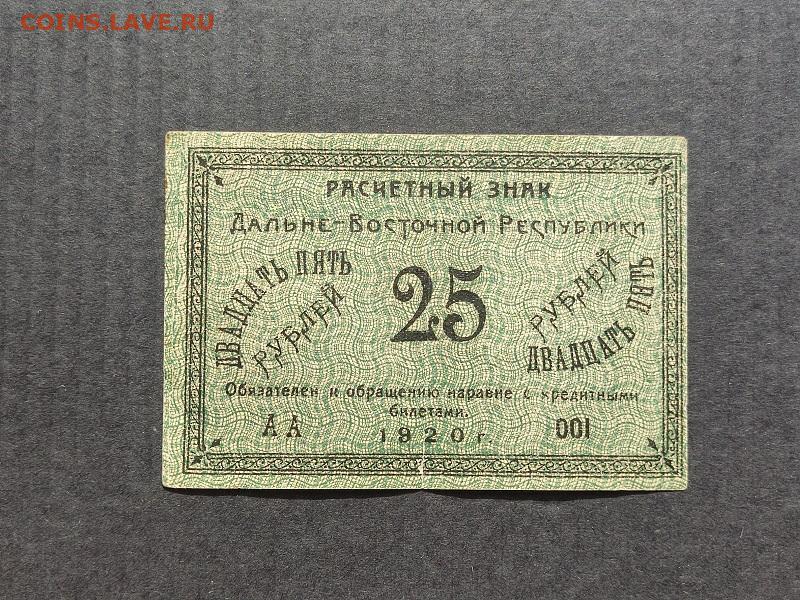 COINS.LAVE.RU
РАСЧЕТНЫЙ ЗНАК
ДАЛЬНЕ-ВОСТОЧНОЙ РЕСПУБЛИКИ
ДВАДЦАТЬ ПЯТЬ
РУБЛЕЙ
25
РУБЛЕЙ
ДВАДЦАТЬ ПЯТЬ
Обязателен к обращению наравне с кредитными
билетами.
АА
1920 г.
001